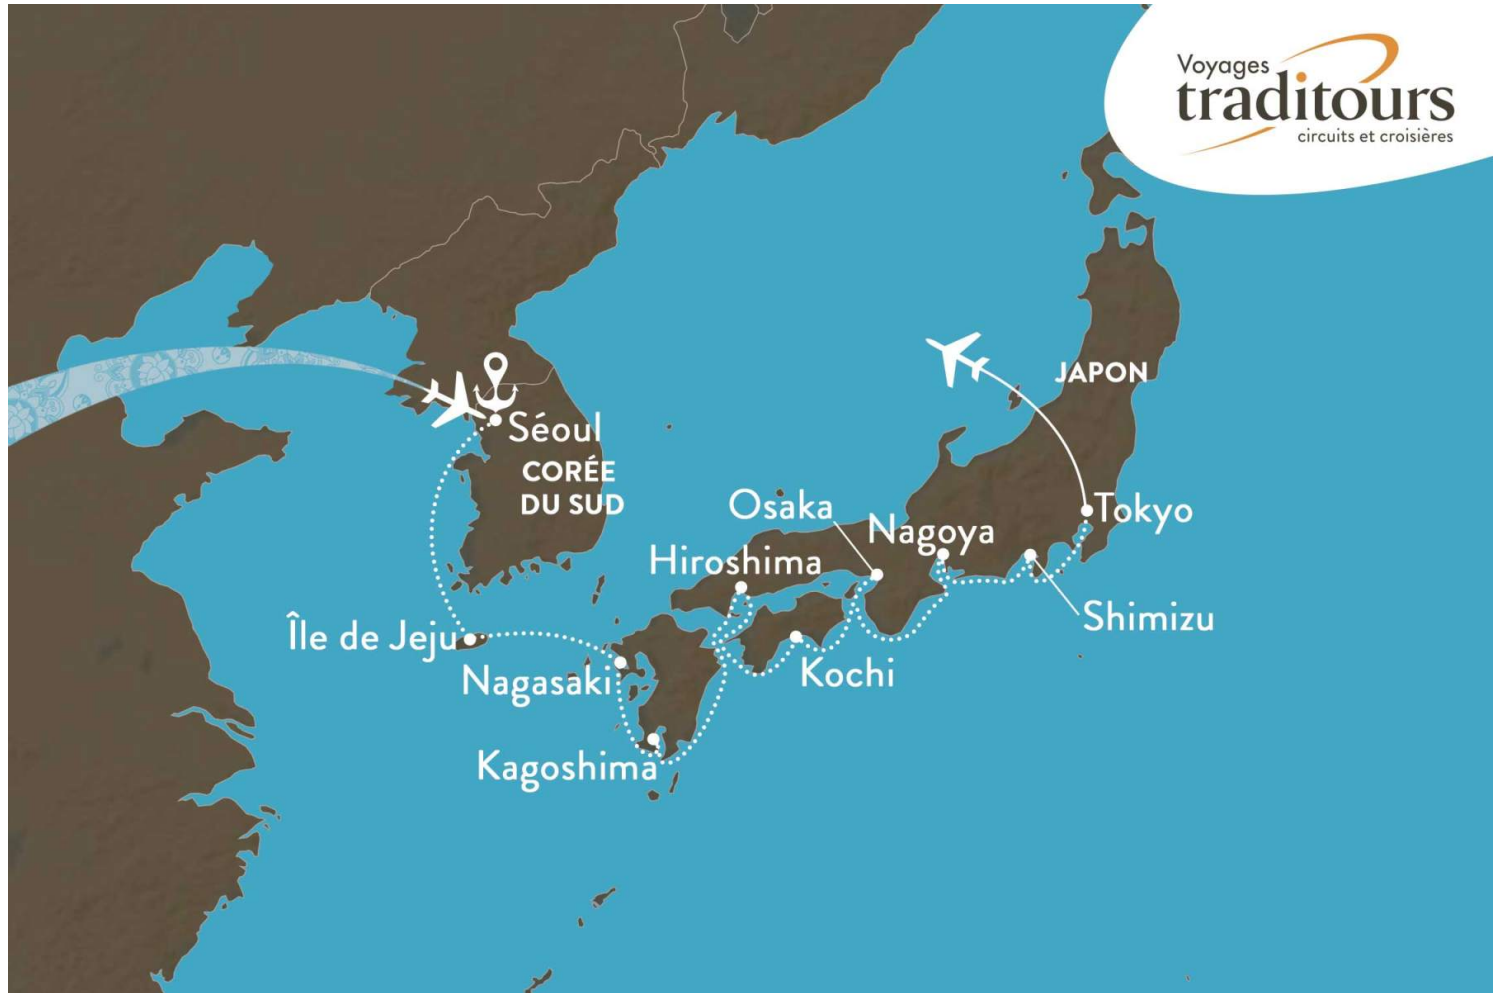 Voyages
traditours
circuits et croisières
JAPON
Séoul
CORÉE
DU SUD
Osaka
Tokyo
Nagoya
Hiroshima
Shimizu
Île de Jeju
Kochi
Nagasaki
Kagoshima